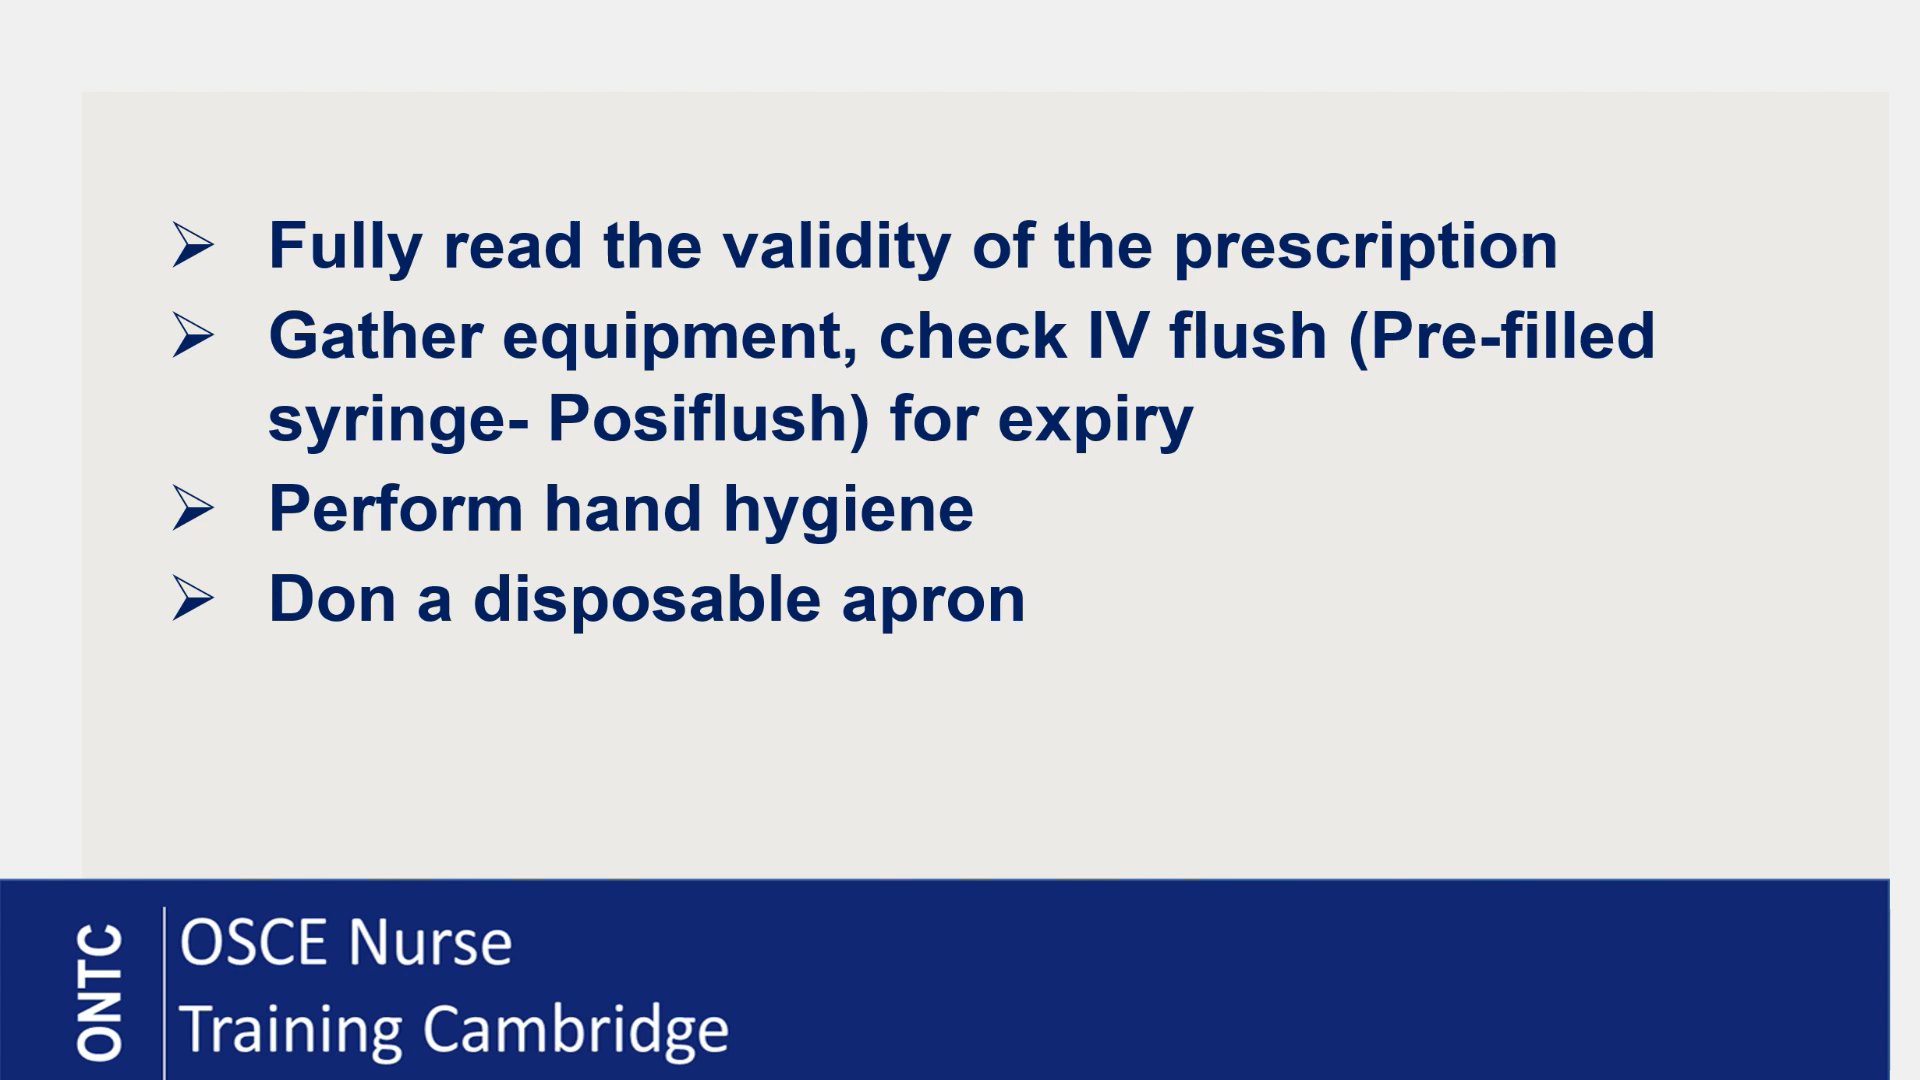 Fully read the validity of the prescription
Gather equipment, check IV flush (Pre-filled
syringe- Posiflush) for expiry
Perform hand hygiene
Don a disposable apron
ONTC
OSCE Nurse
Training Cambridge